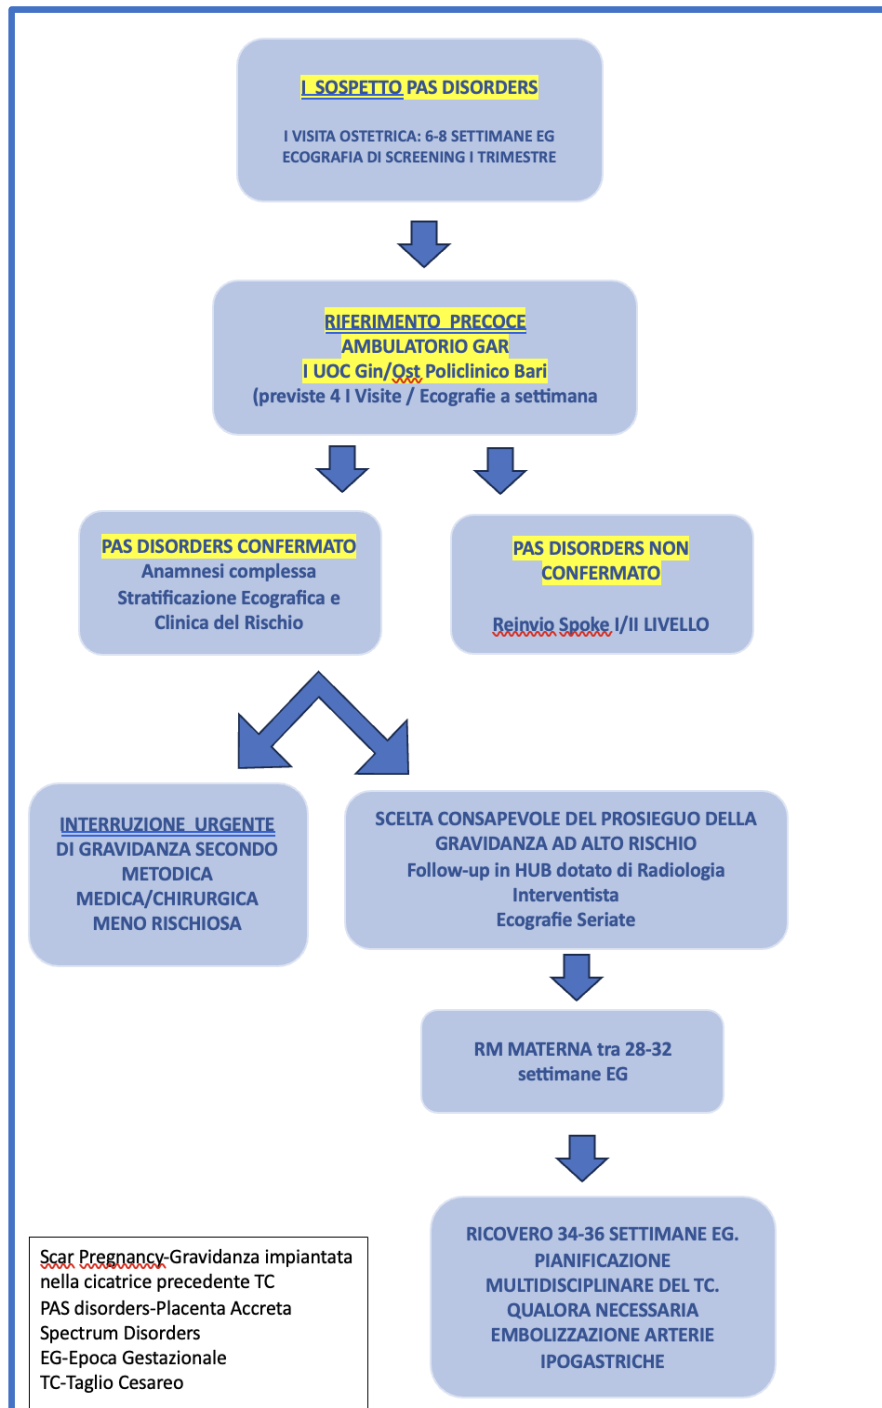 I SOSPETTO PAS DISORDERS
I VISITA OSTETRICA: 6-8 SETTIMANE EG
ECOGRAFIA DI SCREENING I TRIMESTRE
RIFERIMENTO PRECOCE
AMBULATORIO GAR
I UOC Gin/Ost Policlinico Bari
(previste 4 I Visite / Ecografie a settimana
PAS DISORDERS CONFERMATO
Anamnesi complessa
Stratificazione Ecografica e
Clinica del Rischio
PAS DISORDERS NON
CONFERMATO
Reinvio Spoke I/II LIVELLO
INTERRUZIONE URGENTE
DI GRAVIDANZA SECONDO
METODICA
MEDICA/CHIRURGICA
MENO RISCHIOSA
SCELTA CONSAPEVOLE DEL PROSIEGUO DELLA
GRAVIDANZA AD ALTO RISCHIO
Follow-up in HUB dotato di Radiologia
Interventista
Ecografie Seriate
RM MATERNA tra 28-32
settimane EG
RICOVERO 34-36 SETTIMANE EG.
PIANIFICAZIONE
MULTIDISCIPLINARE DEL TC.
QUALORA NECESSARIA
EMBOLIZZAZIONE ARTERIE
IPOGASTRICHE
Scar Pregnancy-Gravidanza impiantata
nella cicatrice precedente TC
PAS disorders-Placenta Accreta
Spectrum Disorders
EG-Epoca Gestazionale
TC-Taglio Cesareo